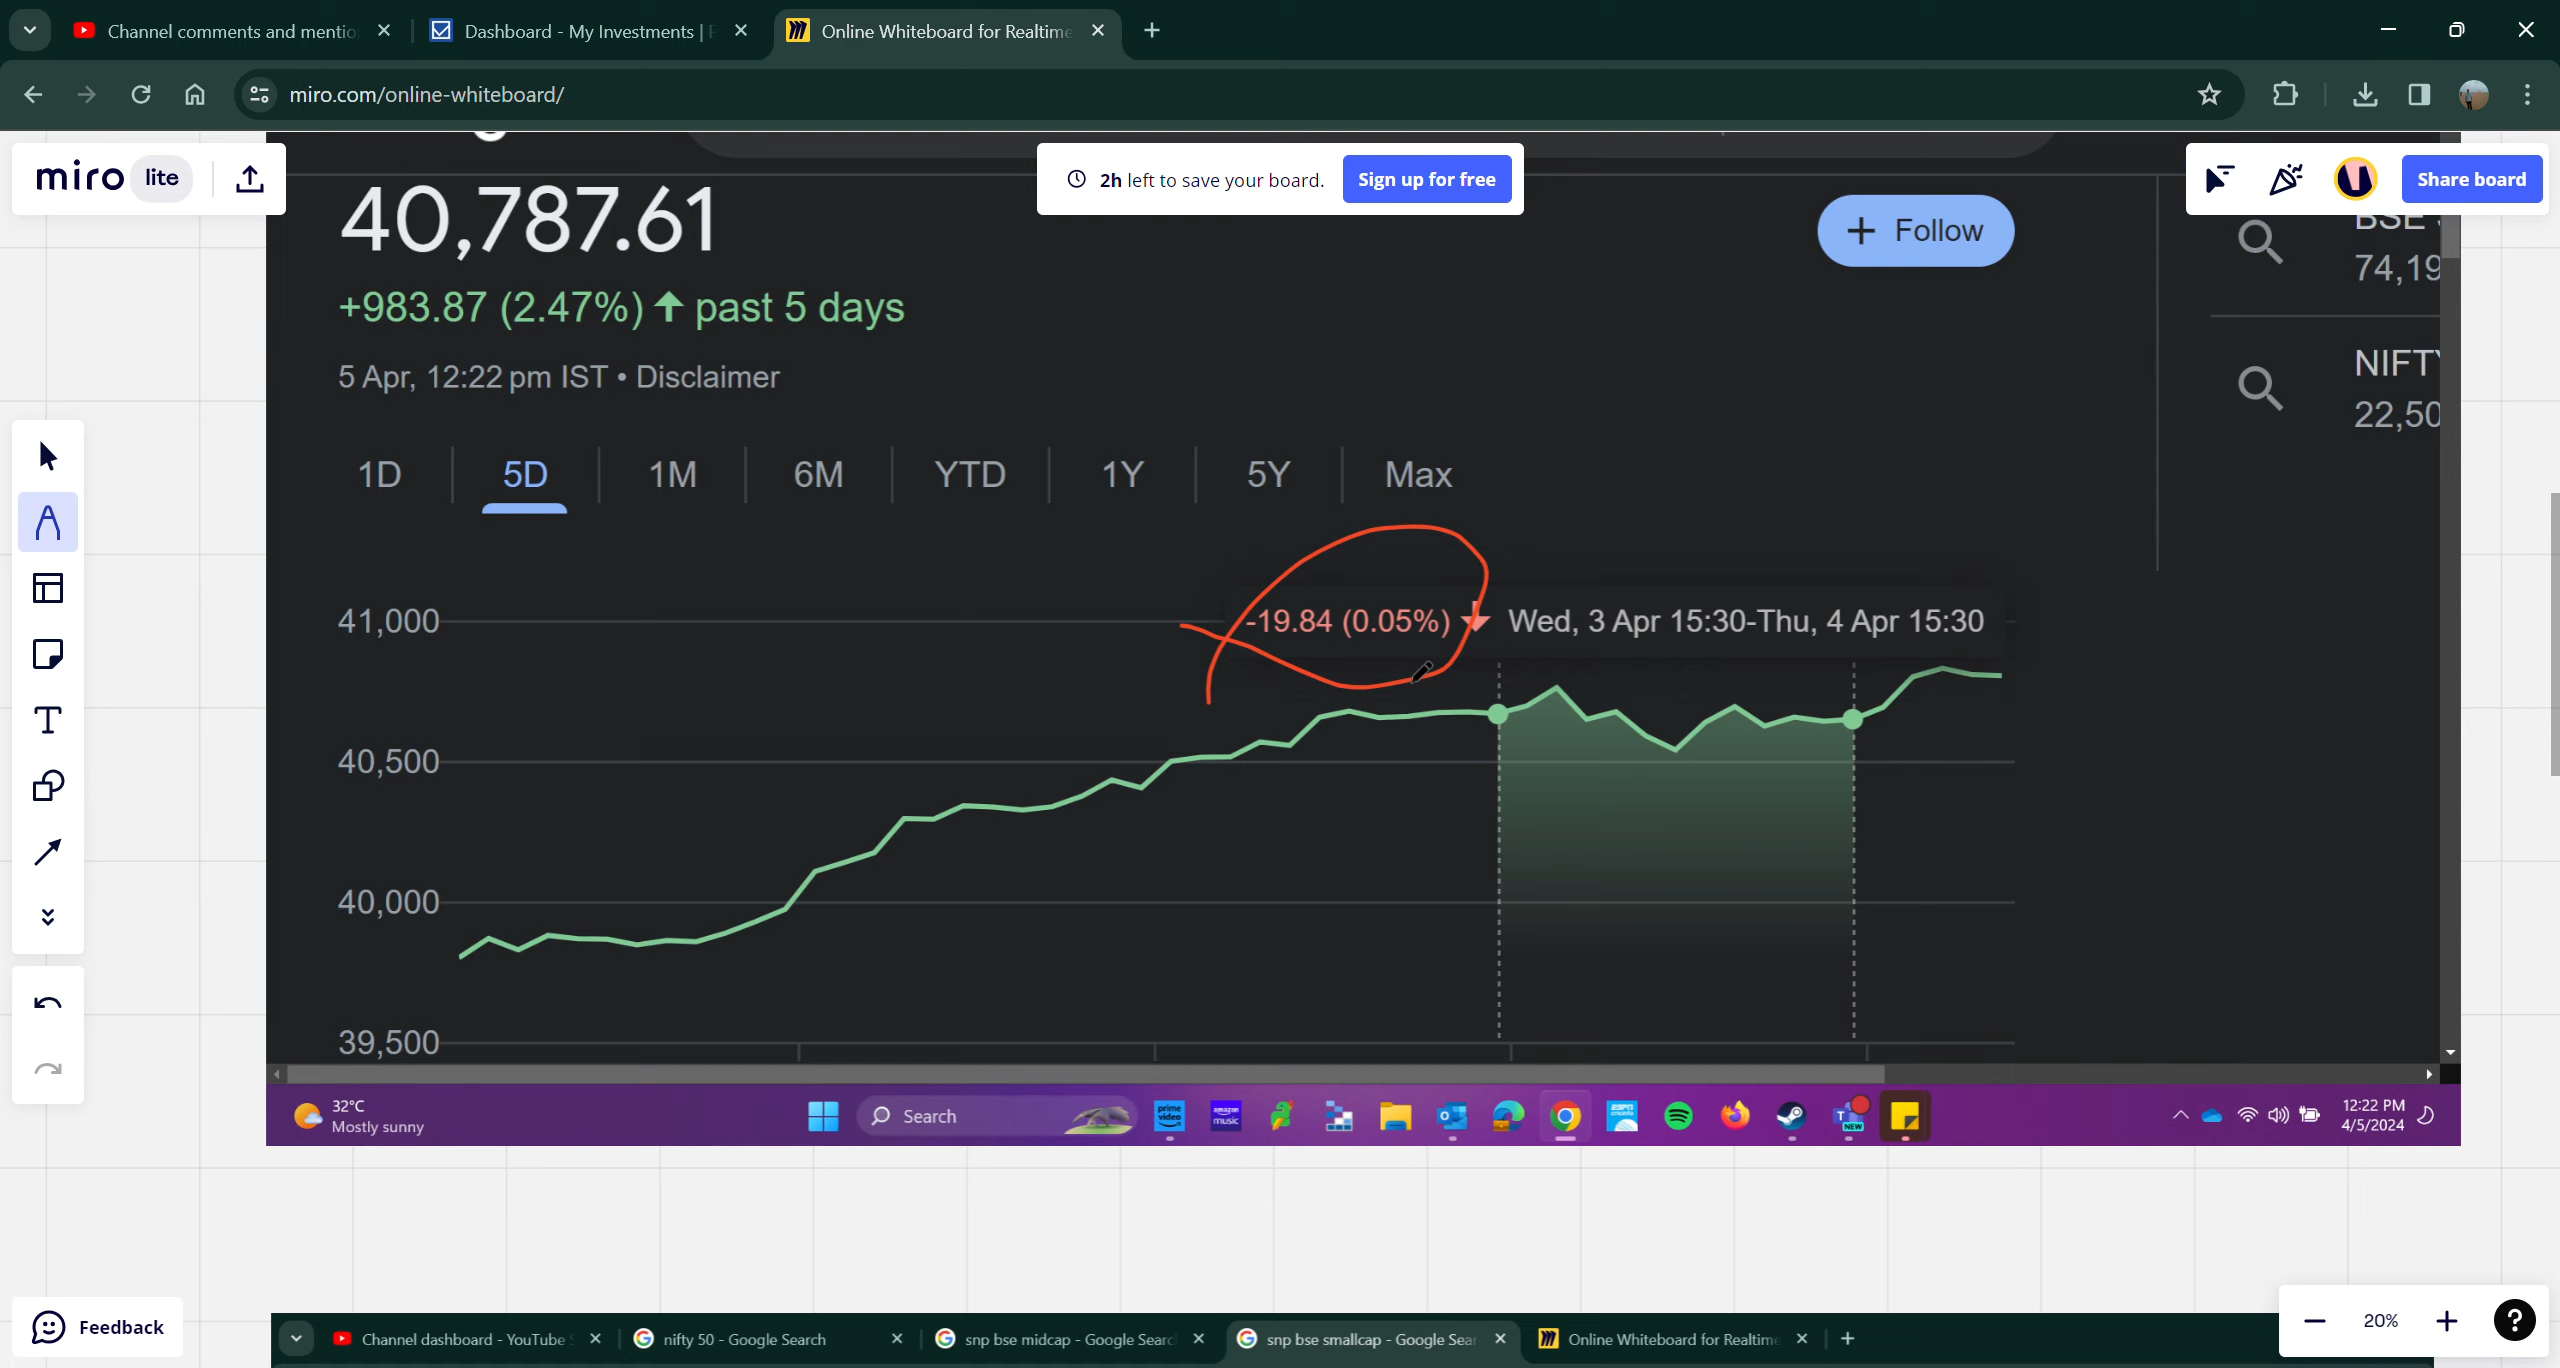 Channel comments and mentio
Dashboard - My Investments | P
Online Whiteboard for Realtime
miro.com/online-whiteboard/
miro lite
2h left to save your board.
Sign up for free
Share board
40,787.61
+ Follow
BSE
74,19
+983.87 (2.47%) ↑ past 5 days
NIFTY
22,50
5 Apr, 12:22 pm IST • Disclaimer
1D 5D 1M 6M YTD 1Y 5Y Max
41,000
-19.84 (0.05%) ↓ Wed, 3 Apr 15:30-Thu, 4 Apr 15:30
40,500
40,000
39,500
32°C
Mostly sunny
Search
prime video
amazon music
NEW
12:22 PM
4/5/2024
Feedback
Channel dashboard - YouTube S
nifty 50 - Google Search
snp bse midcap - Google Searc
snp bse smallcap - Google Sear
Online Whiteboard for Realtime
20%
?